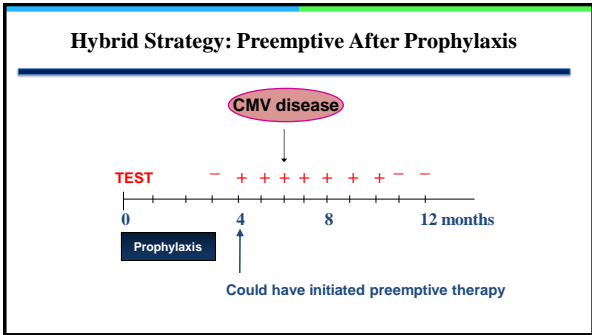 Hybrid Strategy: Preemptive After Prophylaxis
CMV disease
TEST – + + + + + + + – –
0 4 8 12 months
Prophylaxis
Could have initiated preemptive therapy